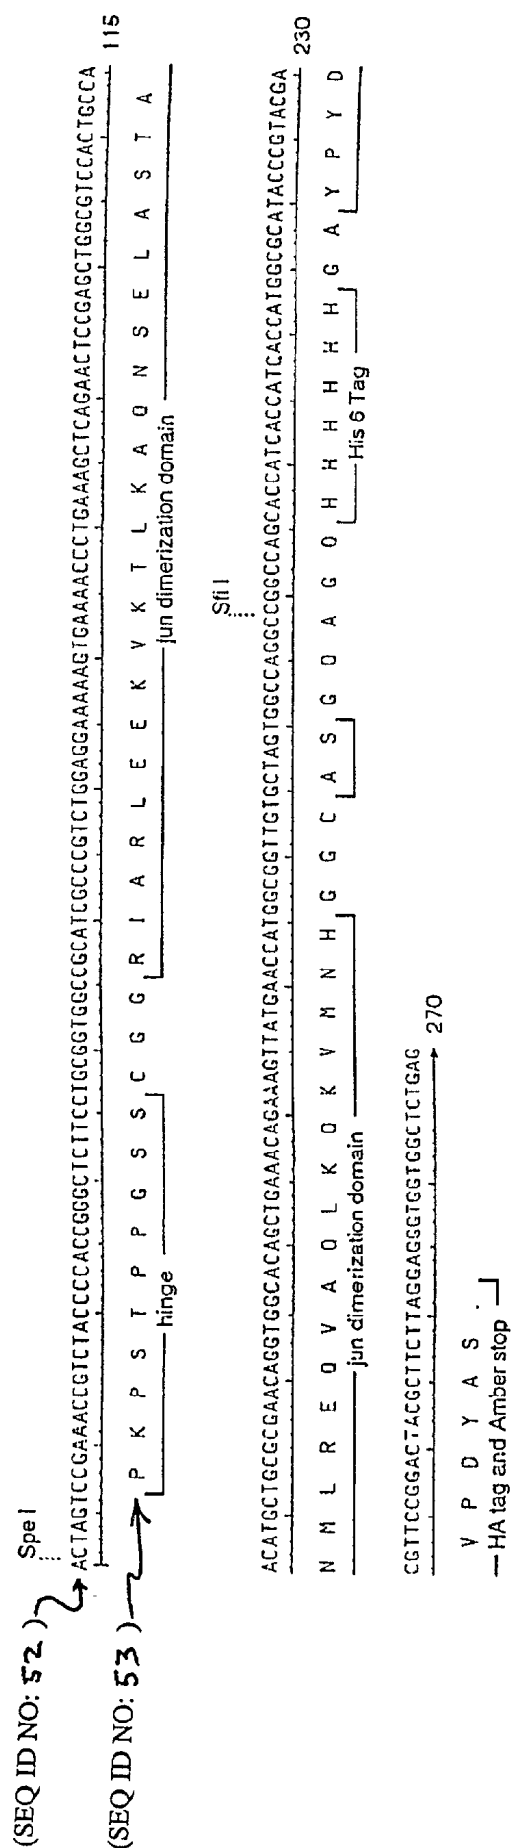 (SEQ ID NO: 52)
Spe I
ACTAGTCCGAAACCGTCTACCCCACCGGGCTCTTCCTGCGGTGGCCGCATCGCCCGTCTGGAGGAAAAAGTGAAAACCCTGAAAGCTCAGAACTCCGAGCTGGCGTCCACTGCCA
115
(SEQ ID NO: 53)
P K P S T P P G S S C G G R I A R L E E K V K T L K A Q N S E L A S T A
hinge
jun dimerization domain
Sfi I
ACATGCTGCGCGAACAGGTGGCACAGCTGAAACAGAAAGTTATGAACCATGGCGGTTGTGCTAGTGGCCAGGCCGGCCAGCACCATCACCATCACCATGGCGCATACCCGTACGA
230
N M L R E Q V A Q L K Q K V M N H G G C A S G Q A G Q H H H H H H G A Y P Y D
jun dimerization domain
His 6 Tag
CGTTCCGGACTACGCTTCTTAGGAGGGTGGTGGCTCTGAG
270
V P D Y A S .
HA tag and Amber stop